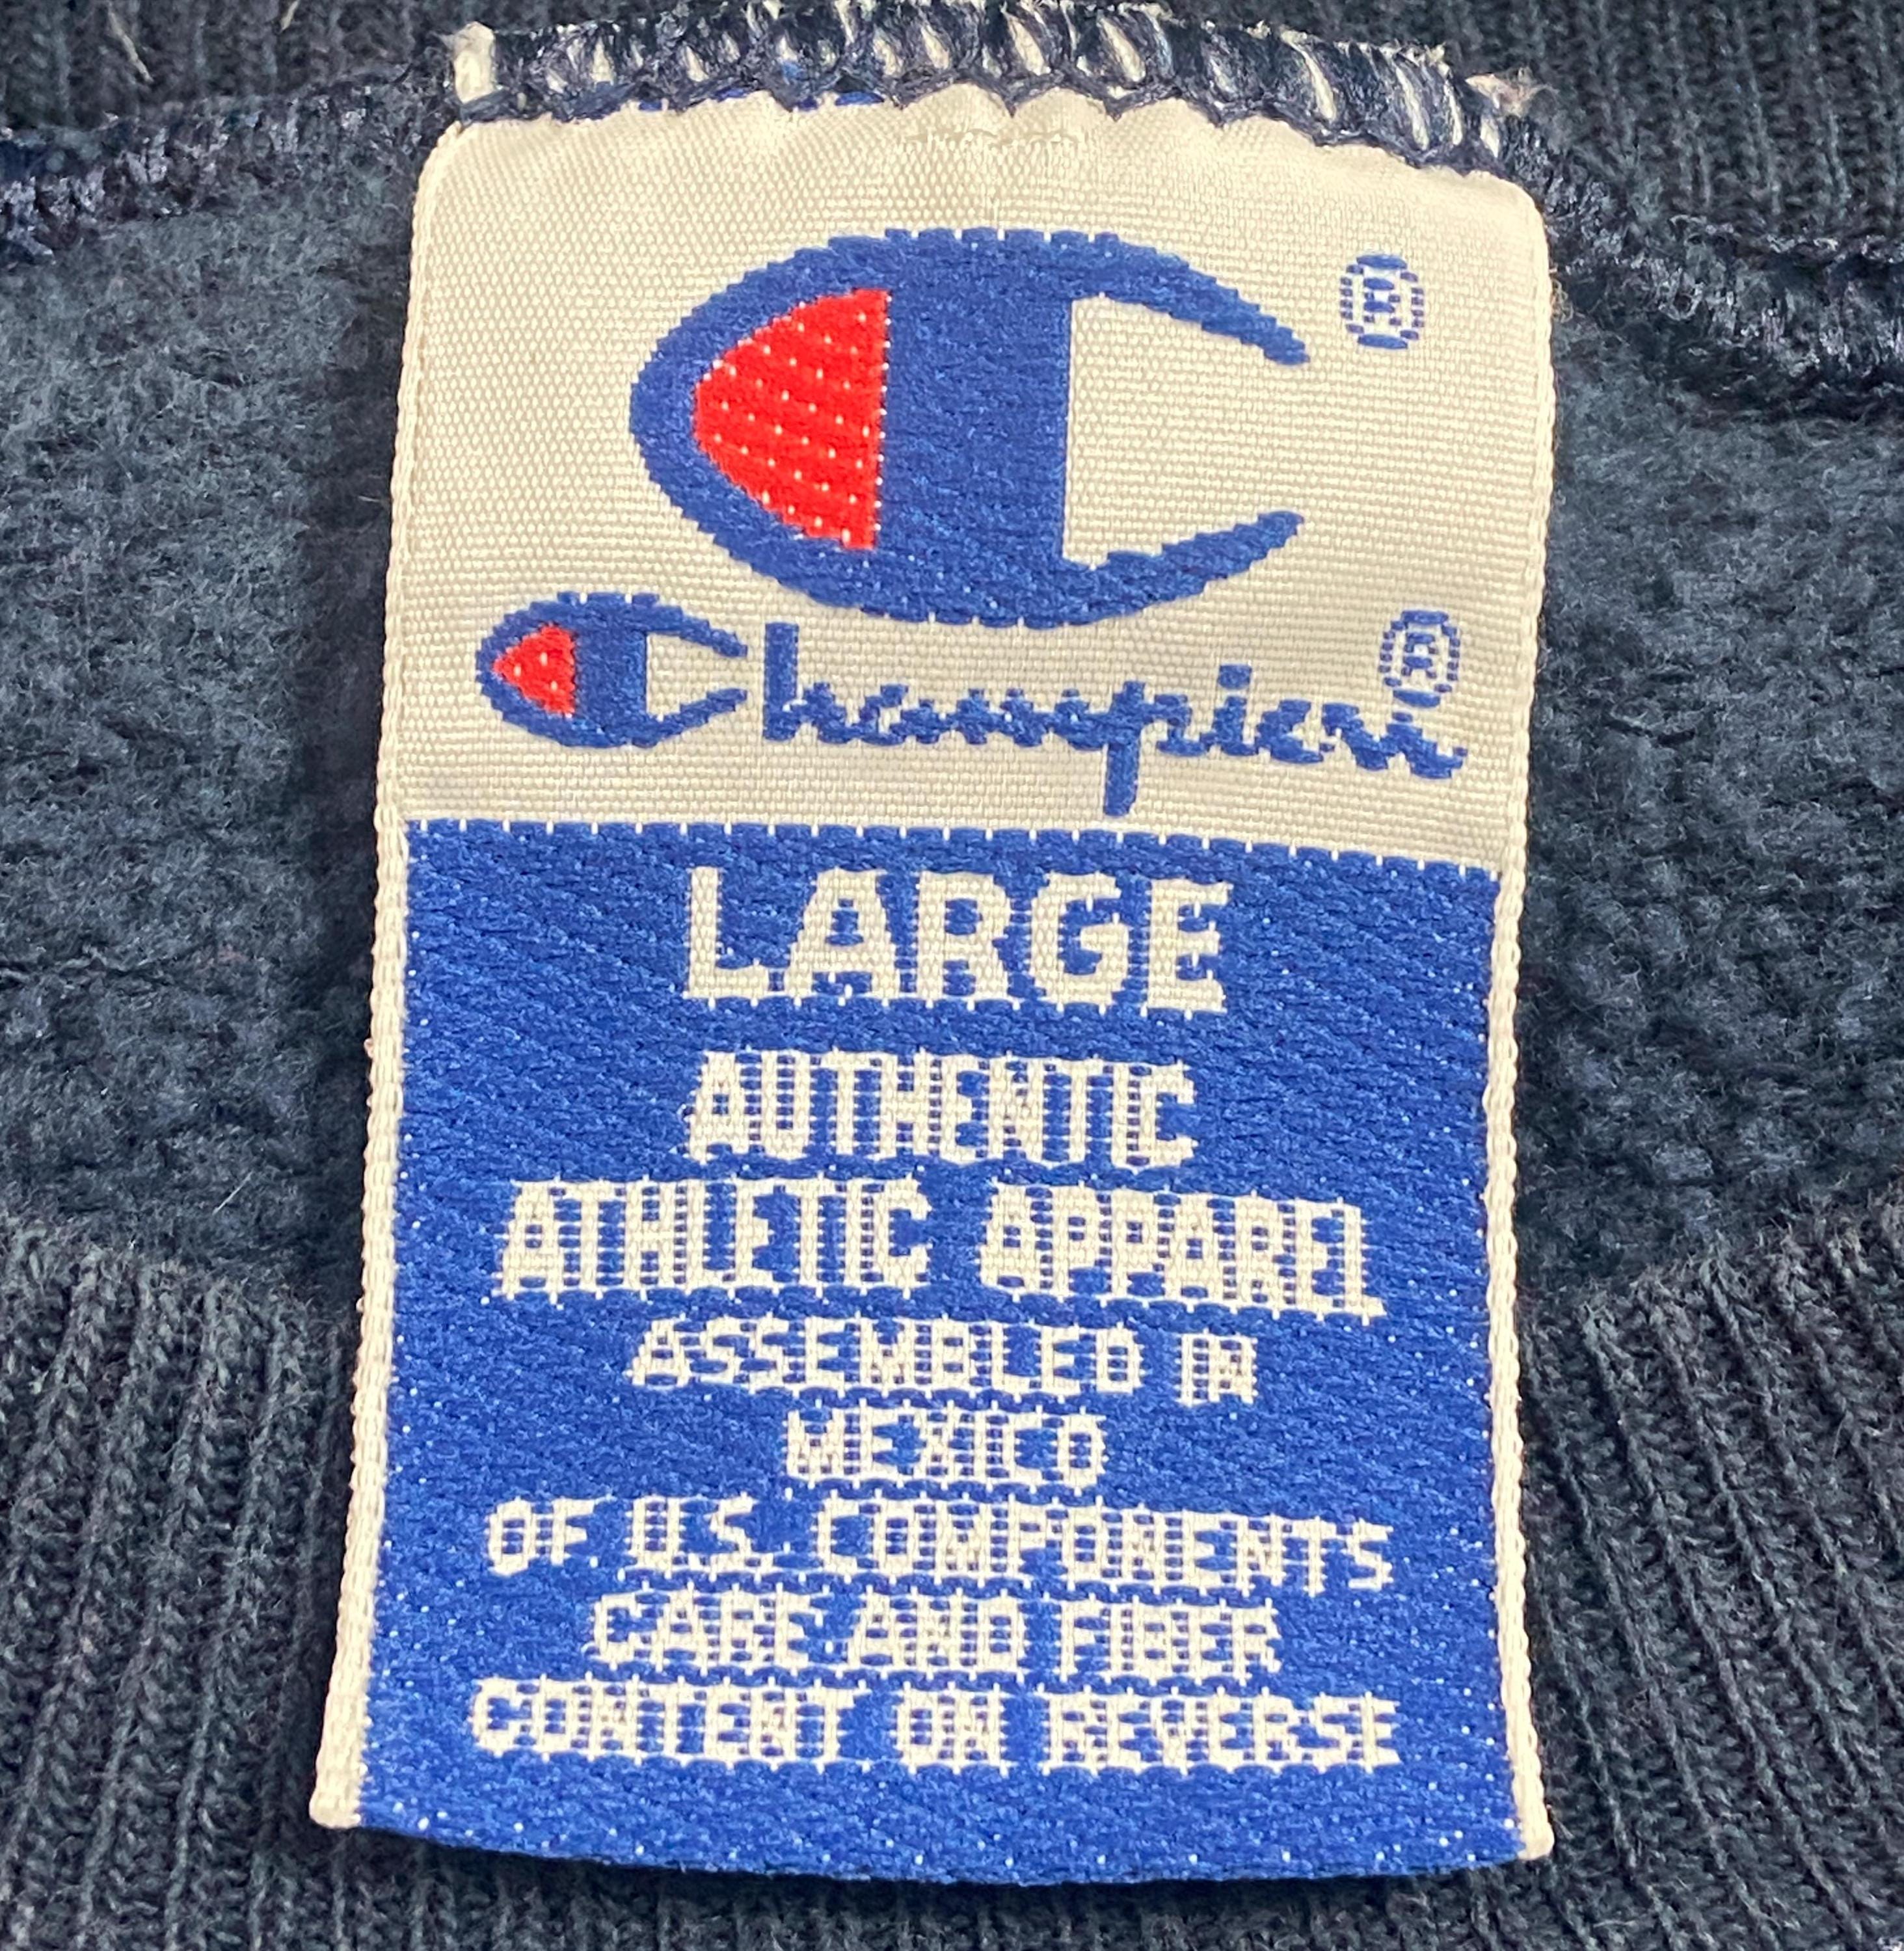 ®
Champion®
LARGE
AUTHENTIC
ATHLETIC APPAREL
ASSEMBLED IN
MEXICO
OF U.S. COMPONENTS
CARE AND FIBER
CONTENT ON REVERSE